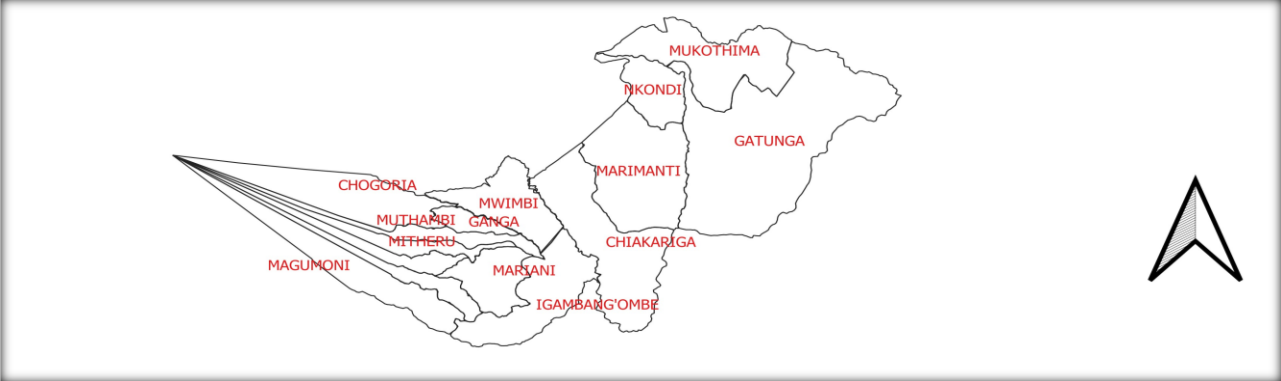 MUKOTHIMA
NKONDI
GATUNGA
MARIMANTI
CHOGORIA
MWIMBI
MUTHAMBI
GANGA
MITHERU
CHIAKARIGA
MAGUMONI
MARIANI
IGAMBANG'OMBE